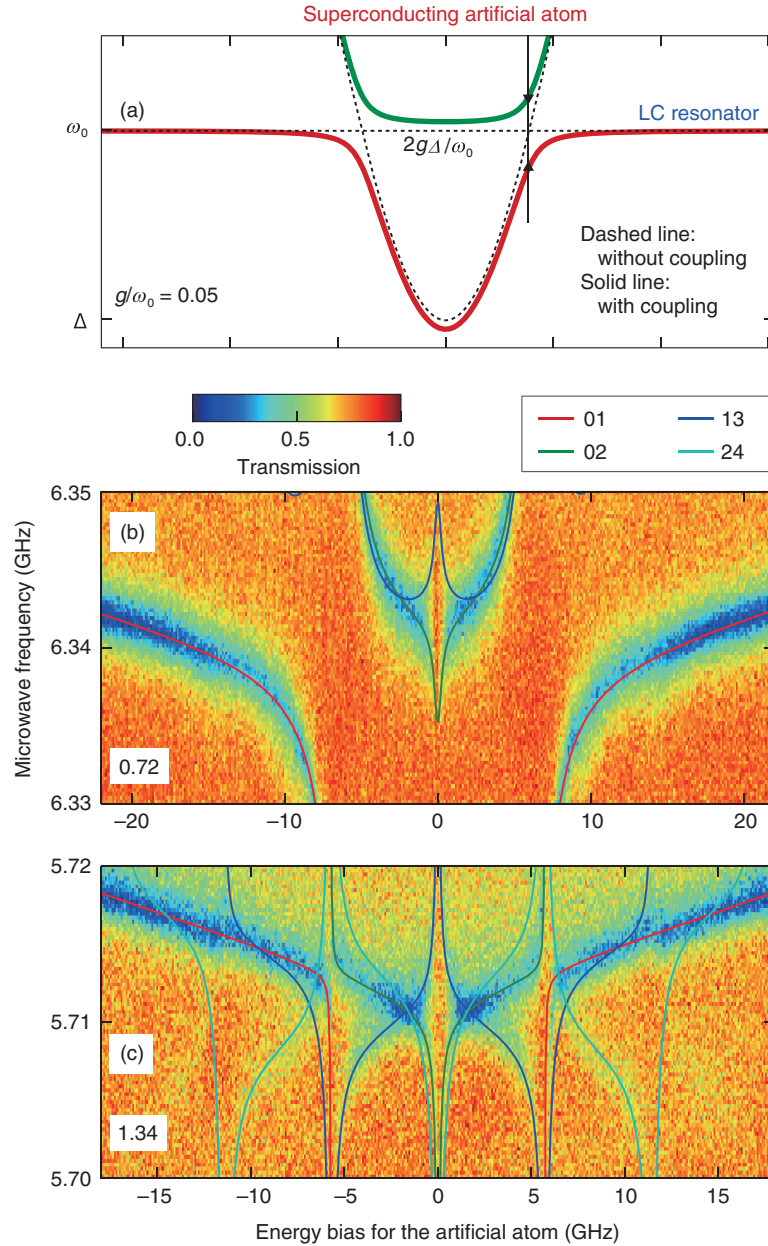 Superconducting artificial atom
(a)
ω₀
LC resonator
2gΔ/ω₀
Dashed line:
without coupling
Solid line:
with coupling
g/ω₀ = 0.05
Δ
0.0 0.5 1.0
Transmission
01 13
02 24
Microwave frequency (GHz)
6.35
(b)
6.34
0.72
6.33
−20 −10 0 10 20
5.72
5.71
(c)
1.34
5.70
−15 −10 −5 0 5 10 15
Energy bias for the artificial atom (GHz)